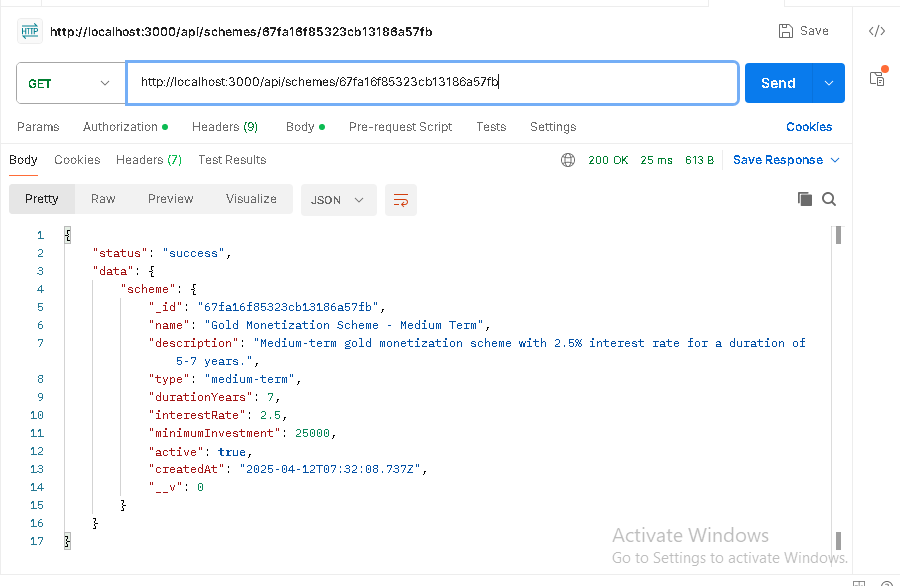 HTTP http://localhost:3000/api/schemes/67fa16f85323cb13186a57fb Save </>
GET http://localhost:3000/api/schemes/67fa16f85323cb13186a57fb Send
Params Authorization Headers (9) Body Pre-request Script Tests Settings Cookies
Body Cookies Headers (7) Test Results 200 OK 25 ms 613 B Save Response
Pretty Raw Preview Visualize JSON
1 {
2 "status": "success",
3 "data": {
4 "scheme": {
5 "_id": "67fa16f85323cb13186a57fb",
6 "name": "Gold Monetization Scheme - Medium Term",
7 "description": "Medium-term gold monetization scheme with 2.5% interest rate for a duration of
5-7 years.",
8 "type": "medium-term",
9 "durationYears": 7,
10 "interestRate": 2.5,
11 "minimumInvestment": 25000,
12 "active": true,
13 "createdAt": "2025-04-12T07:32:08.737Z",
14 "__v": 0
15 }
16 }
17 }
Activate Windows
Go to Settings to activate Windows.